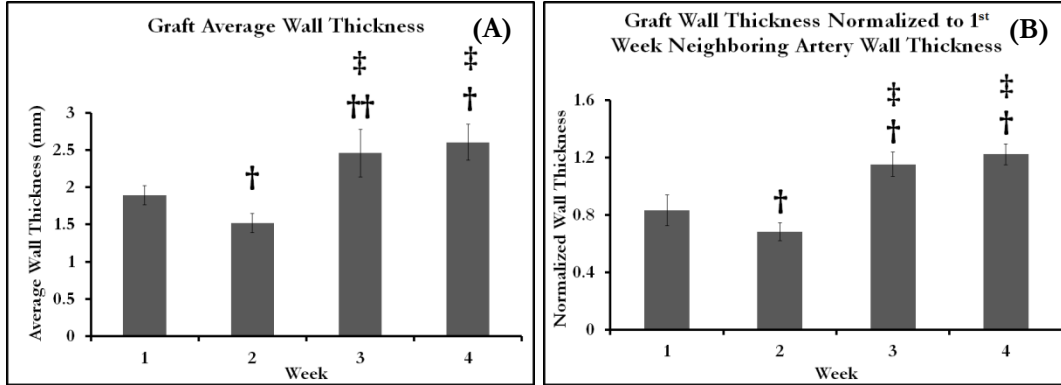 Graft Average Wall Thickness
(A)
‡
‡
††
†
†
3
2.5
2
1.5
1
0.5
0
Average Wall Thickness (mm)
1 2 3 4
Week
Graft Wall Thickness Normalized to 1st
Week Neighboring Artery Wall Thickness
(B)
‡
‡
†
†
†
1.6
1.2
0.8
0.4
0
Normalized Wall Thickness
1 2 3 4
Week